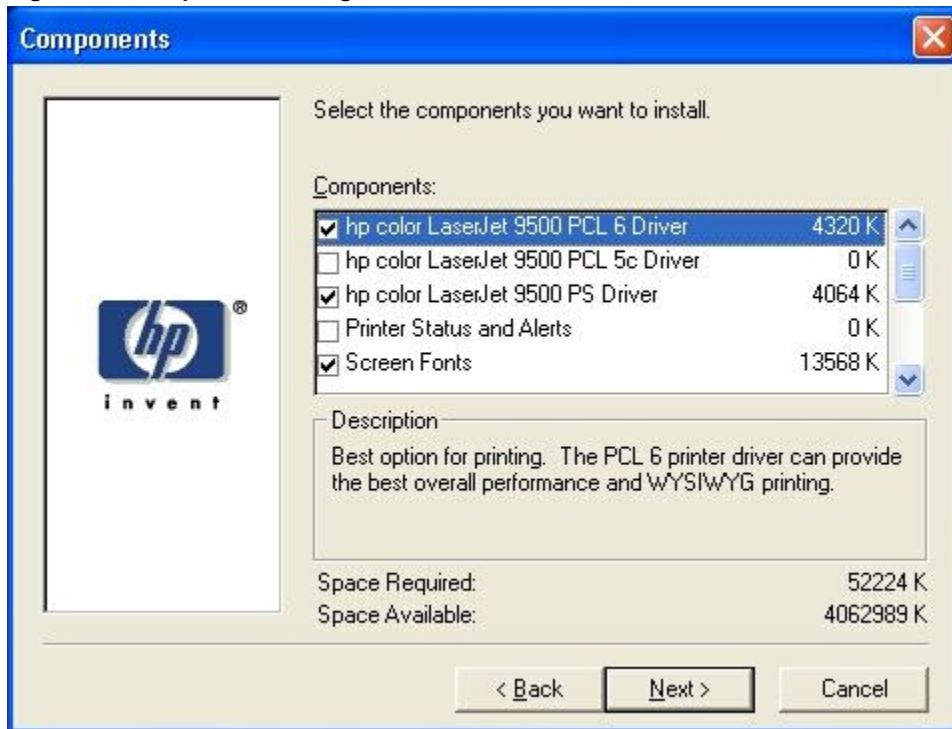 Components
Select the components you want to install.
Components:
hp color LaserJet 9500 PCL 6 Driver 4320 K
hp color LaserJet 9500 PCL 5c Driver 0 K
hp color LaserJet 9500 PS Driver 4064 K
Printer Status and Alerts 0 K
Screen Fonts 13568 K
hp ®
invent
Description
Best option for printing. The PCL 6 printer driver can provide
the best overall performance and WYSIWYG printing.
Space Required: 52224 K
Space Available: 4062989 K
< Back
Next >
Cancel